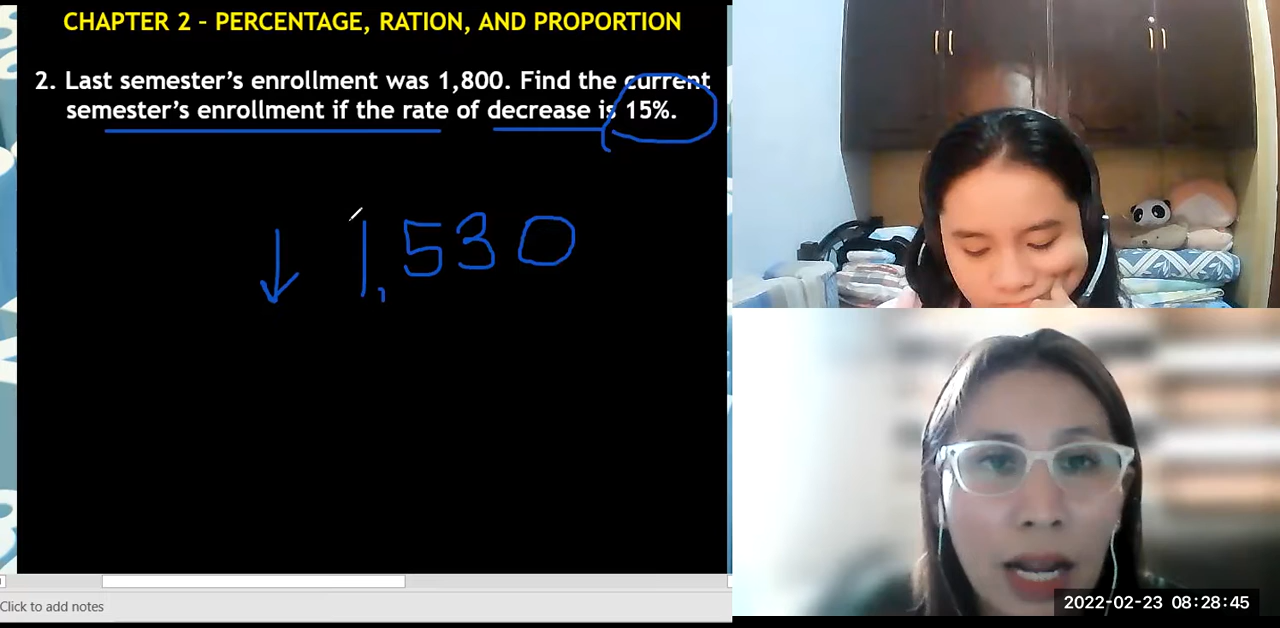 CHAPTER 2 – PERCENTAGE, RATION, AND PROPORTION
2. Last semester's enrollment was 1,800. Find the current
semester's enrollment if the rate of decrease is 15%.
↓ 1,530
Click to add notes
2022-02-23 08:28:45